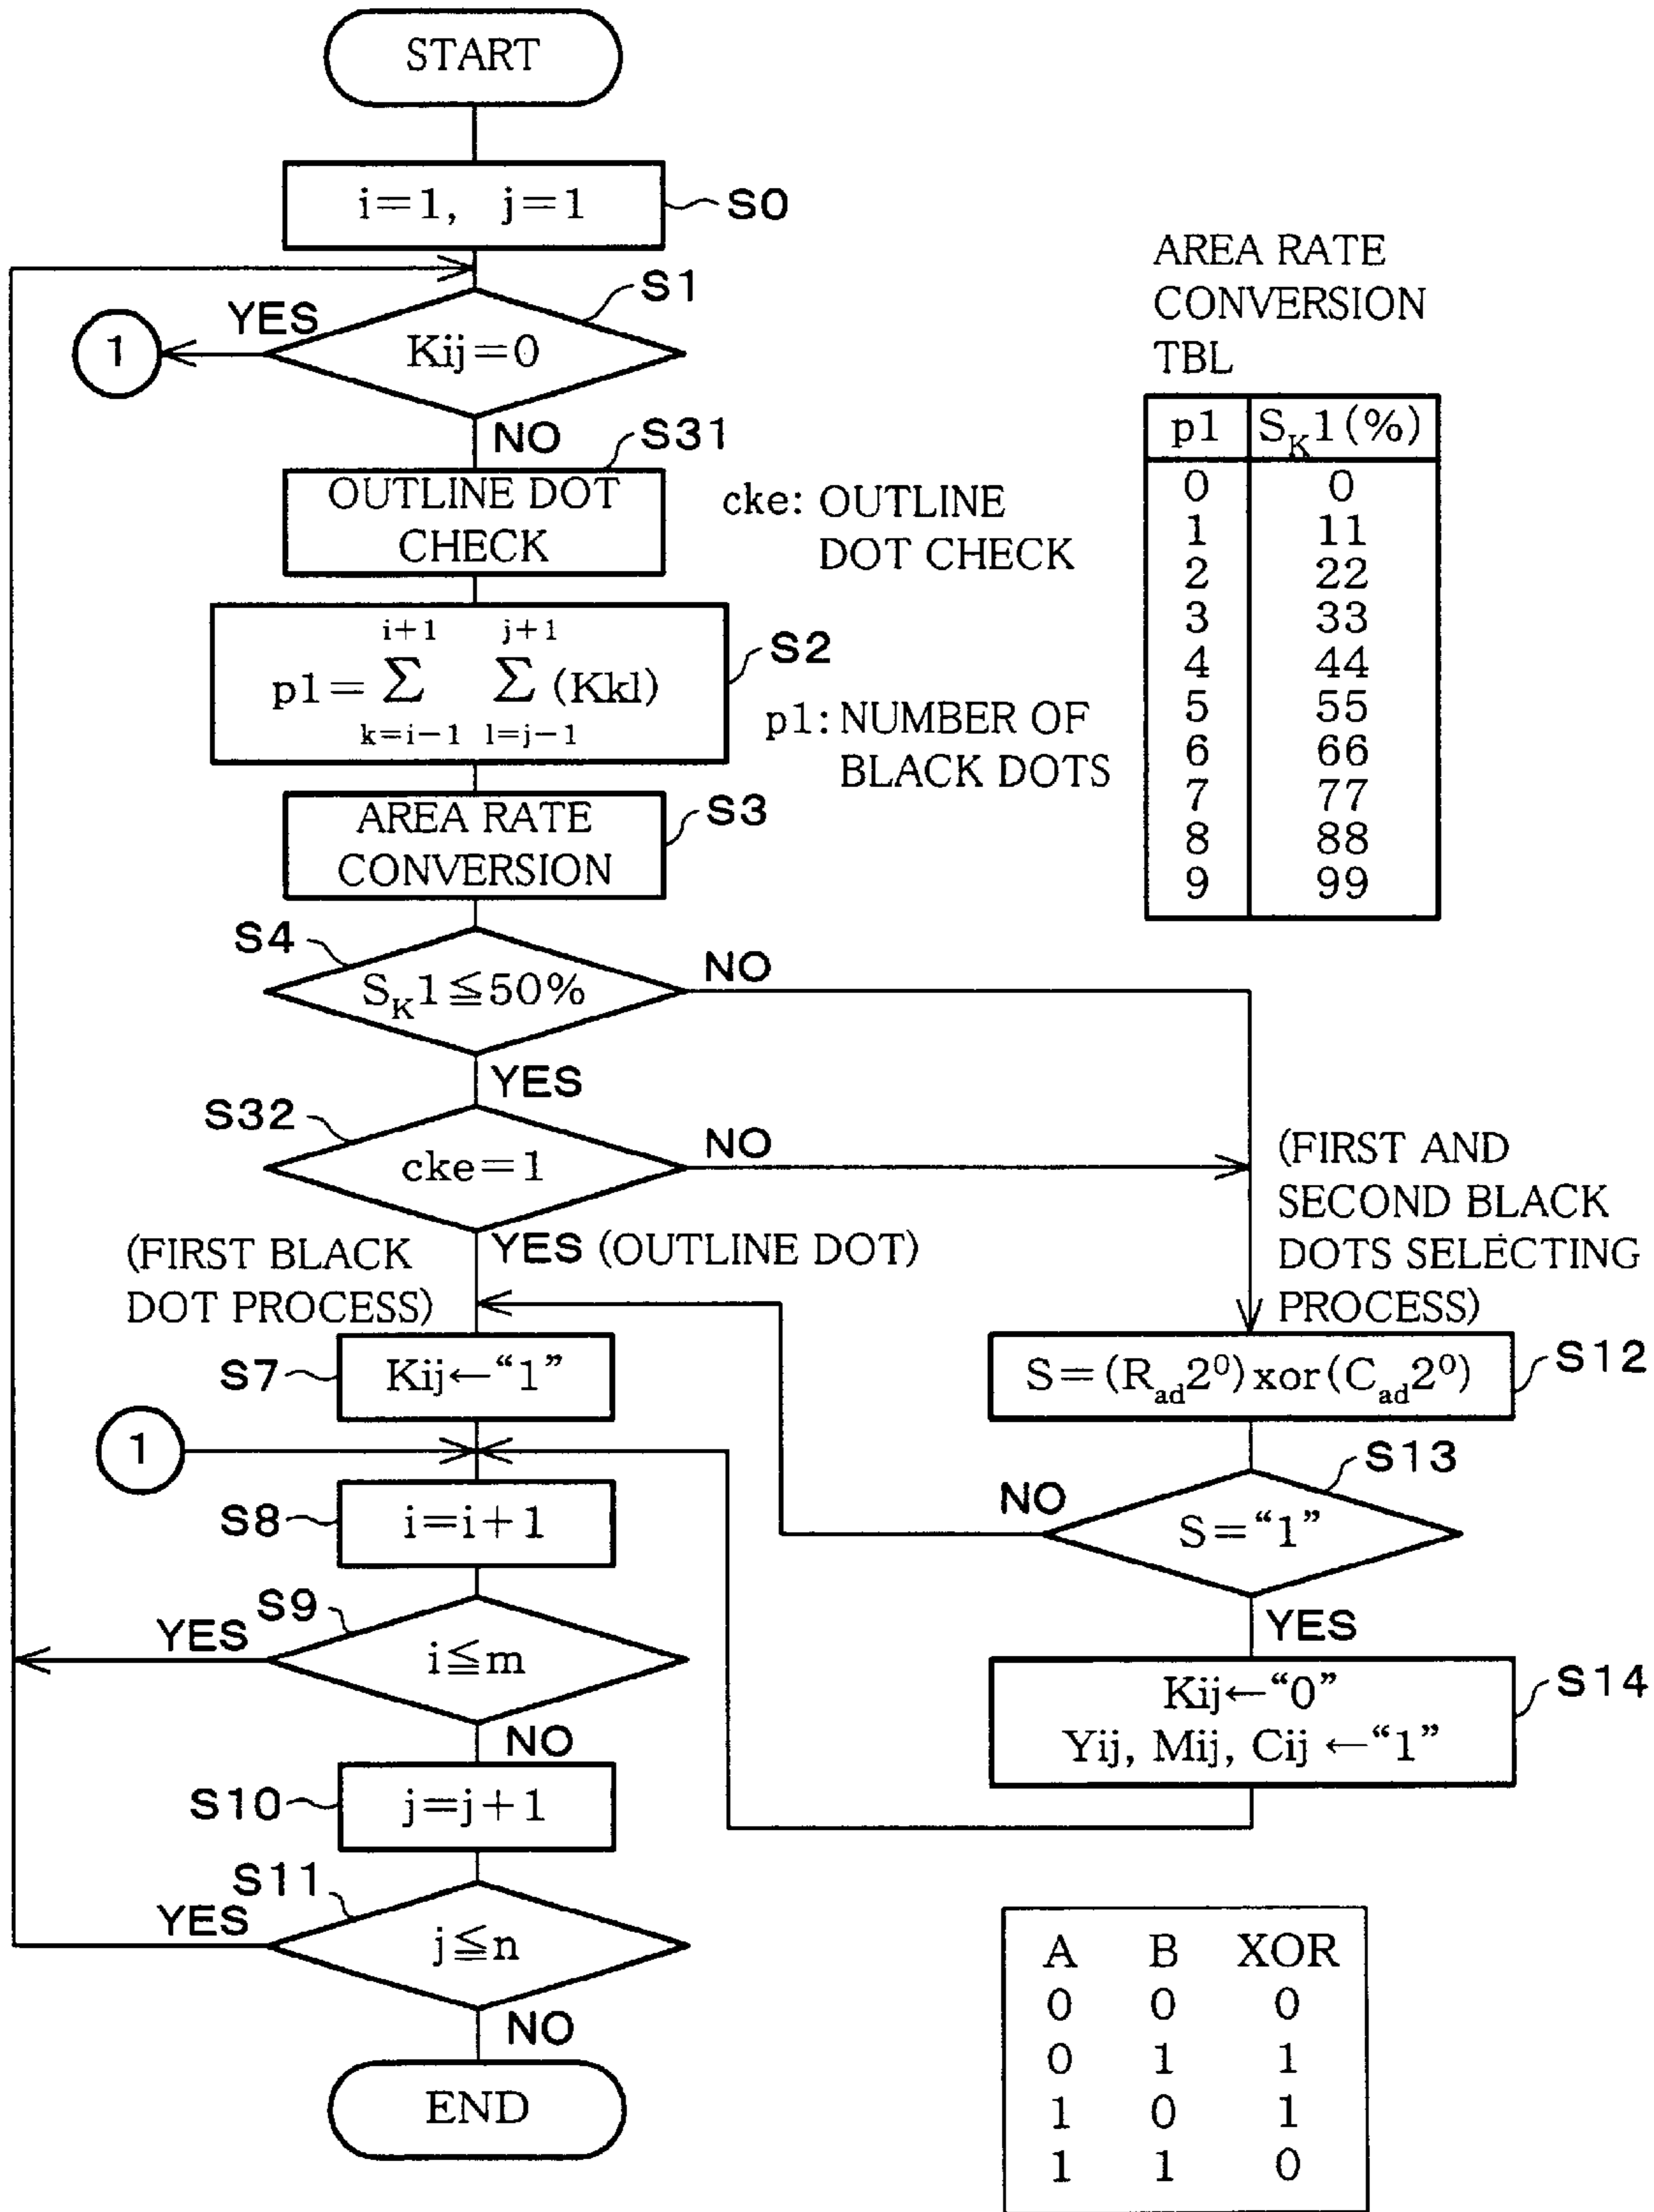 START
i=1, j=1
S0
S1
YES
Kij=0
1
NO
S31
OUTLINE DOT
CHECK
cke: OUTLINE
DOT CHECK
i+1 j+1
p1=Σ Σ(Kkl)
k=i−1 l=j−1
S2
p1: NUMBER OF
BLACK DOTS
AREA RATE
CONVERSION
S3
AREA RATE
CONVERSION
TBL
p1 SK1(%)
0 0
1 11
2 22
3 33
4 44
5 55
6 66
7 77
8 88
9 99
S4
SK1≦50%
NO
YES
S32
cke=1
NO
YES (OUTLINE DOT)
(FIRST BLACK
DOT PROCESS)
(FIRST AND
SECOND BLACK
DOTS SELECTING
PROCESS)
S7
Kij←“1”
S12
S=(Rad2⁰)xor(Cad2⁰)
1
S13
NO
S=“1”
YES
S8
i=i+1
S9
YES
i≦m
NO
S14
Kij←“0”
Yij, Mij, Cij←“1”
S10
j=j+1
S11
YES
j≦n
NO
END
A B XOR
0 0 0
0 1 1
1 0 1
1 1 0